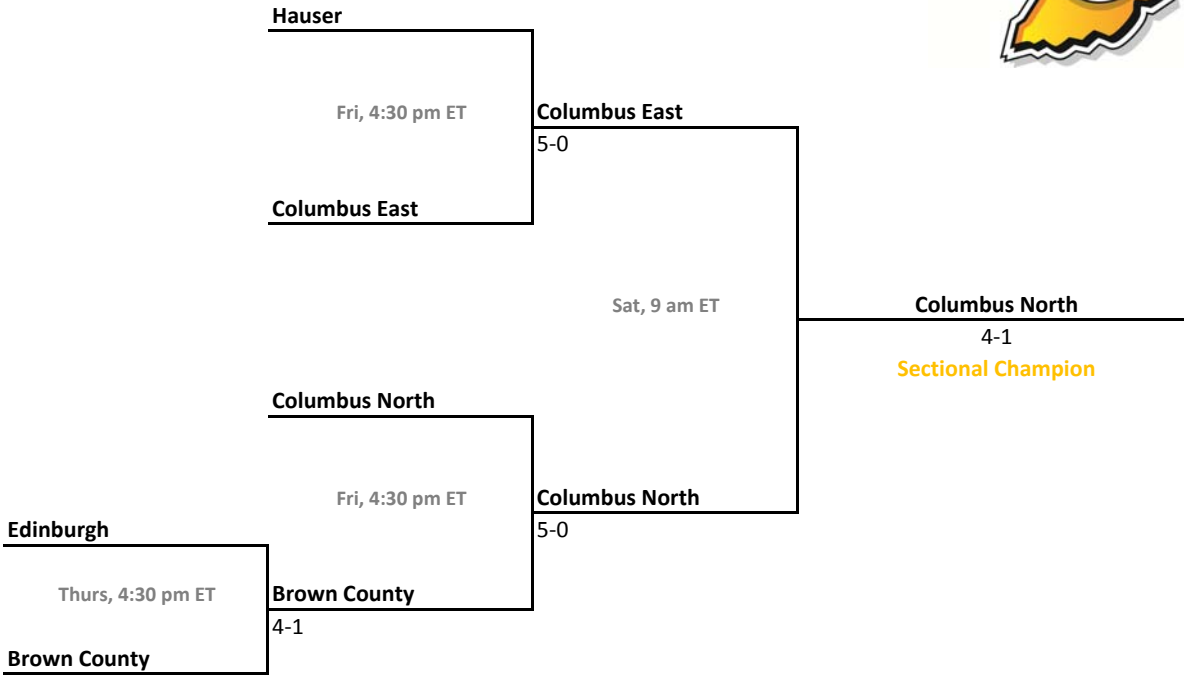 Hauser
Fri, 4:30 pm ET
Columbus East
5-0
Columbus East
Sat, 9 am ET
Columbus North
4-1
Sectional Champion
Columbus North
Fri, 4:30 pm ET
Columbus North
5-0
Edinburgh
Thurs, 4:30 pm ET
Brown County
4-1
Brown County